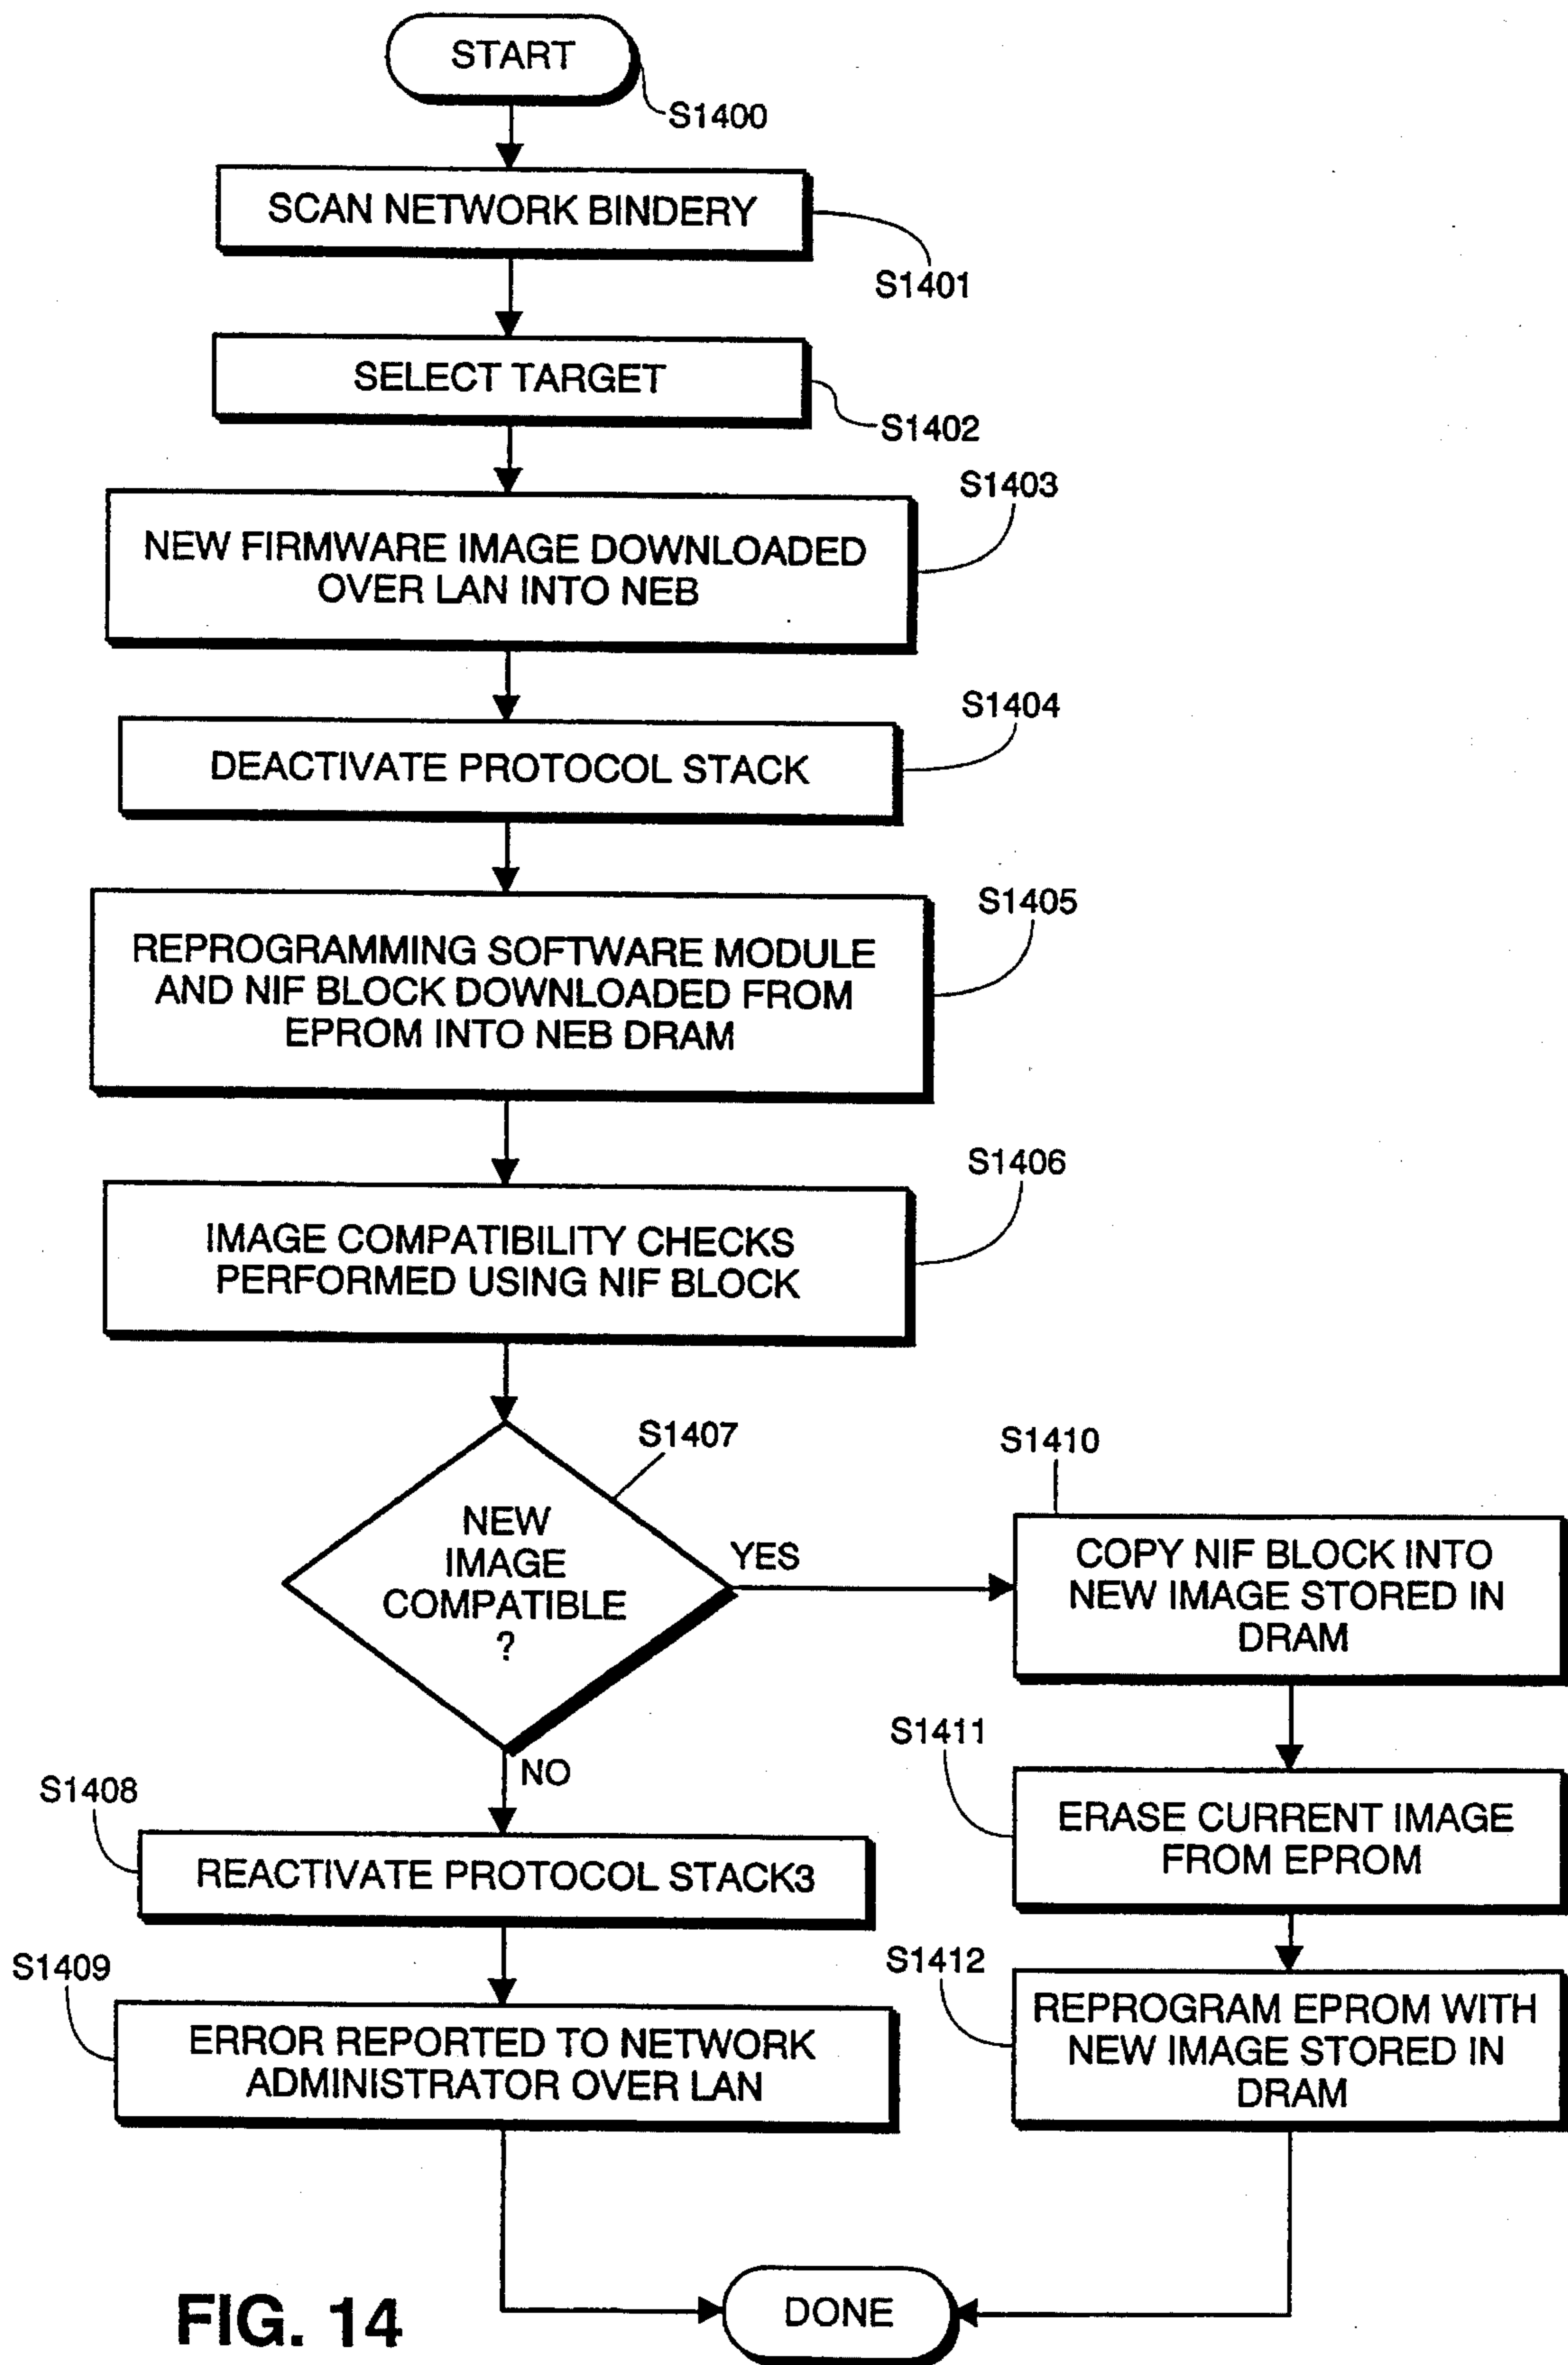 START
S1400
SCAN NETWORK BINDERY
S1401
SELECT TARGET
S1402
S1403
NEW FIRMWARE IMAGE DOWNLOADED
OVER LAN INTO NEB
S1404
DEACTIVATE PROTOCOL STACK
S1405
REPROGRAMMING SOFTWARE MODULE
AND NIF BLOCK DOWNLOADED FROM
EPROM INTO NEB DRAM
S1406
IMAGE COMPATIBILITY CHECKS
PERFORMED USING NIF BLOCK
S1407
NEW
IMAGE
COMPATIBLE
?
YES
NO
S1410
COPY NIF BLOCK INTO
NEW IMAGE STORED IN
DRAM
S1411
ERASE CURRENT IMAGE
FROM EPROM
S1412
REPROGRAM EPROM WITH
NEW IMAGE STORED IN
DRAM
S1408
REACTIVATE PROTOCOL STACK3
S1409
ERROR REPORTED TO NETWORK
ADMINISTRATOR OVER LAN
DONE
FIG. 14